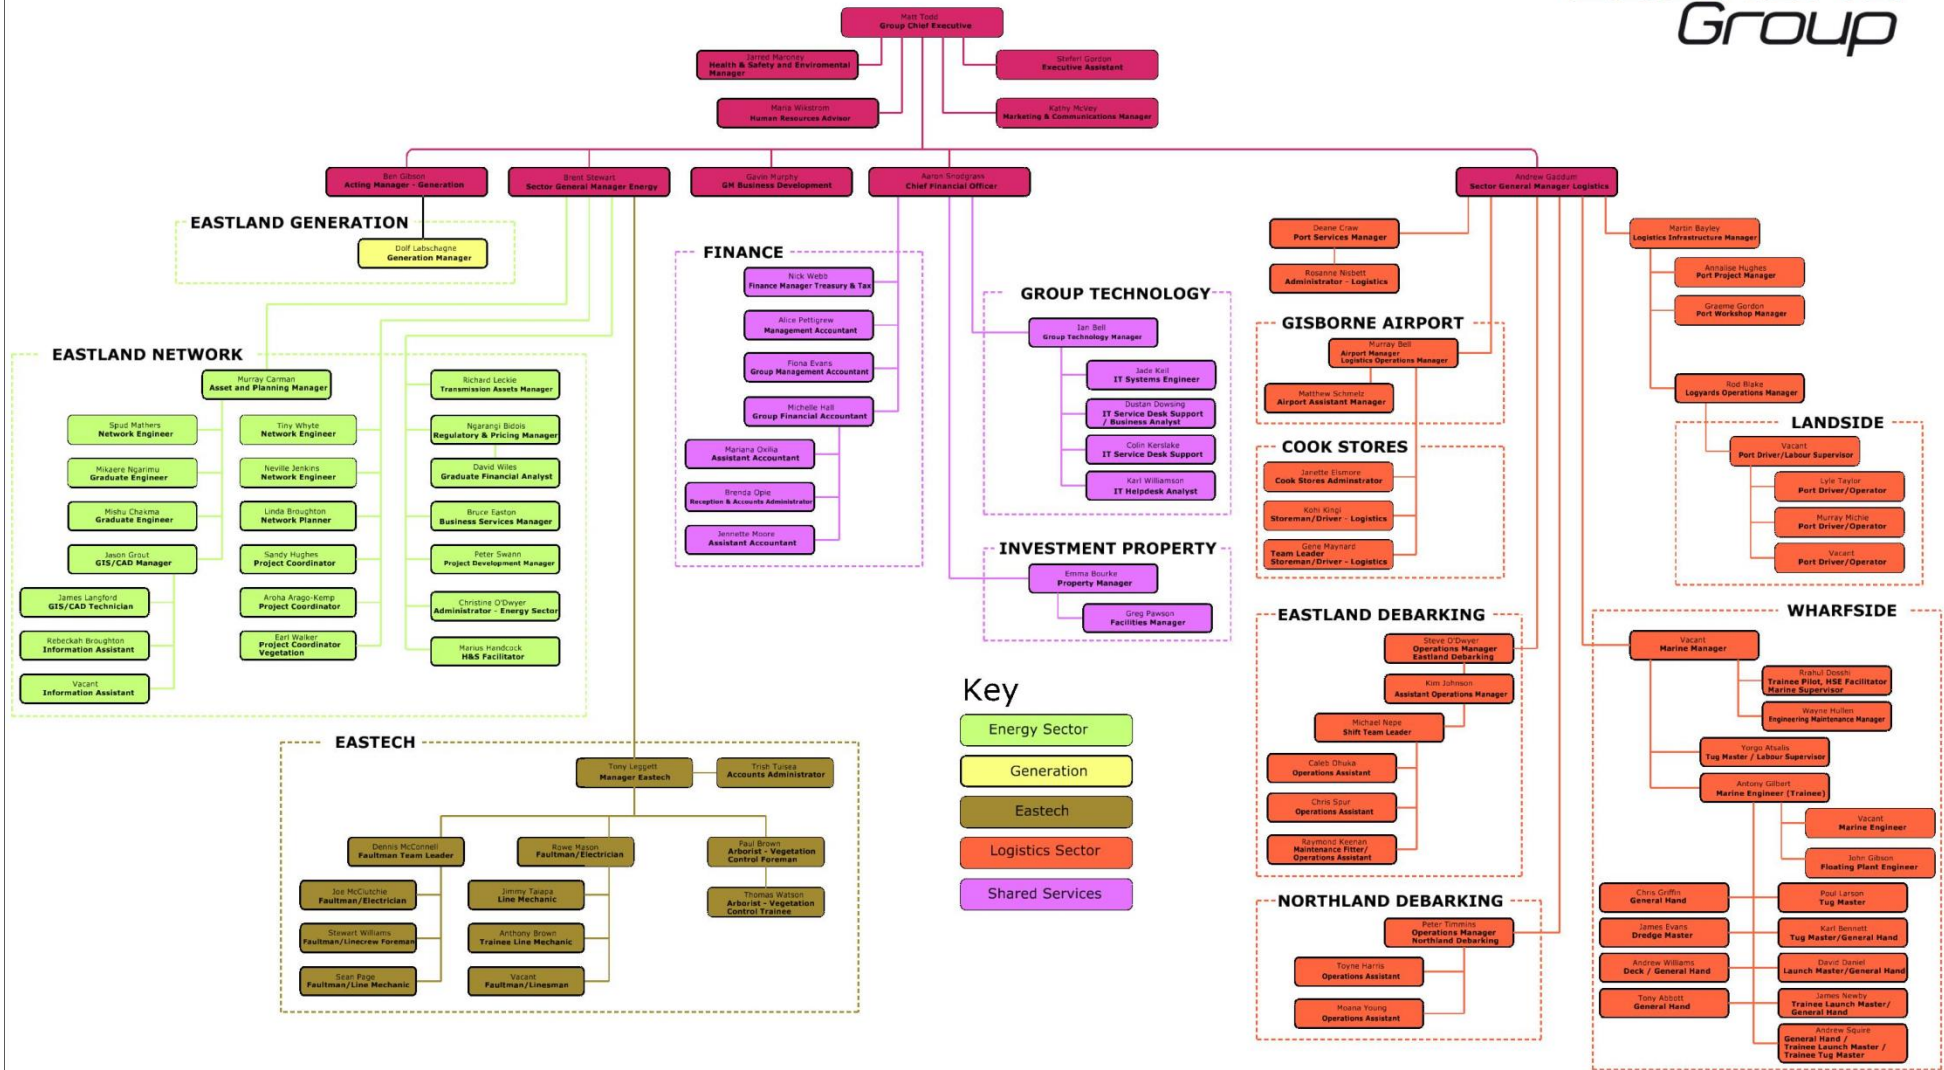 Group
Matt Todd
Group Chief Executive
Jarred Maroney
Health & Safety and Enviromental
Manager
Steferl Gordon
Executive Assistant
Maria Wikstrom
Human Resources Advisor
Kathy McVey
Marketing & Communications Manager
Ben Gibson
Acting Manager - Generation
Brent Stewart
Sector General Manager Energy
Gavin Murphy
GM Business Development
Aaron Snodgrass
Chief Financial Officer
Andrew Gaddum
Sector General Manager Logistics
EASTLAND GENERATION
Dolf Labschagne
Generation Manager
EASTLAND NETWORK
Murray Carman
Asset and Planning Manager
Spud Mathers
Network Engineer
Mikaere Ngarimu
Graduate Engineer
Mishu Chakma
Graduate Engineer
Jason Grout
GIS/CAD Manager
James Langford
GIS/CAD Technician
Rebeckah Broughton
Information Assistant
Vacant
Information Assistant
Tiny Whyte
Network Engineer
Neville Jenkins
Network Engineer
Linda Broughton
Network Planner
Sandy Hughes
Project Coordinator
Aroha Arago-Kemp
Project Coordinator
Earl Walker
Project Coordinator
Vegetation
Richard Leckie
Transmission Assets Manager
Ngarangi Bidois
Regulatory & Pricing Manager
David Wiles
Graduate Financial Analyst
Bruce Easton
Business Services Manager
Peter Swann
Project Development Manager
Christine O'Dwyer
Administrator - Energy Sector
Marius Handcock
H&S Facilitator
EASTECH
Tony Leggett
Manager Eastech
Trish Tuisea
Accounts Administrator
Dennis McConnell
Faultman Team Leader
Joe McClutchie
Faultman/Electrician
Stewart Williams
Faultman/Linecrew Foreman
Sean Page
Faultman/Line Mechanic
Rowe Mason
Faultman/Electrician
Jimmy Taiapa
Line Mechanic
Anthony Brown
Trainee Line Mechanic
Vacant
Faultman/Linesman
Paul Brown
Arborist - Vegetation
Control Foreman
Thomas Watson
Arborist - Vegetation
Control Trainee
FINANCE
Nick Webb
Finance Manager Treasury & Tax
Alice Pettigrew
Management Accountant
Fiona Evans
Group Management Accountant
Michelle Hall
Group Financial Accountant
Mariana Oxilia
Assistant Accountant
Brenda Opie
Reception & Accounts Administrator
Jennette Moore
Assistant Accountant
GROUP TECHNOLOGY
Ian Bell
Group Technology Manager
Jade Kell
IT Systems Engineer
Dustan Dowsing
IT Service Desk Support
/ Business Analyst
Colin Kerslake
IT Service Desk Support
Karl Williamson
IT Helpdesk Analyst
INVESTMENT PROPERTY
Emma Bourke
Property Manager
Greg Pawson
Facilities Manager
Key
Energy Sector
Generation
Eastech
Logistics Sector
Shared Services
Deane Craw
Port Services Manager
Rosanne Nisbett
Administrator - Logistics
GISBORNE AIRPORT
Murray Bell
Airport Manager
Logistics Operations Manager
Matthew Schmelz
Airport Assistant Manager
COOK STORES
Janette Elsmore
Cook Stores Adminstrator
Kohi Kingi
Storeman/Driver - Logistics
Gene Maynard
Team Leader
Storeman/Driver - Logistics
EASTLAND DEBARKING
Steve O'Dwyer
Operations Manager
Eastland Debarking
Kim Johnson
Assistant Operations Manager
Michael Nepe
Shift Team Leader
Caleb Dhuka
Operations Assistant
Chris Spur
Operations Assistant
Raymond Keenan
Maintenance Fitter/
Operations Assistant
NORTHLAND DEBARKING
Peter Timmins
Operations Manager
Northland Debarking
Toyne Harris
Operations Assistant
Moana Young
Operations Assistant
Martin Bayley
Logistics Infrastructure Manager
Annalise Hughes
Port Project Manager
Graeme Gordon
Port Workshop Manager
Rod Blake
Logyards Operations Manager
LANDSIDE
Vacant
Port Driver/Labour Supervisor
Lyle Taylor
Port Driver/Operator
Murray Michie
Port Driver/Operator
Vacant
Port Driver/Operator
WHARFSIDE
Vacant
Marine Manager
Rrahul Dosshi
Trainee Pilot, HSE Facilitator
Marine Supervisor
Wayne Hullen
Engineering Maintenance Manager
Yorgo Atsalis
Tug Master / Labour Supervisor
Antony Gilbert
Marine Engineer (Trainee)
Vacant
Marine Engineer
John Gibson
Floating Plant Engineer
Chris Griffin
General Hand
Poul Larson
Tug Master
James Evans
Dredge Master
Karl Bennett
Tug Master/General Hand
Andrew Williams
Deck / General Hand
David Daniel
Launch Master/General Hand
Tony Abbott
General Hand
James Newby
Trainee Launch Master/
General Hand
Andrew Squire
General Hand /
Trainee Launch Master /
Trainee Tug Master